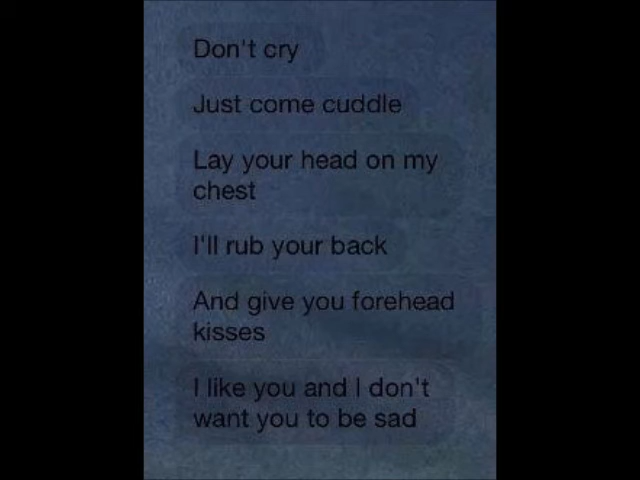 Don't cry
Just come cuddle
Lay your head on my
chest
I'll rub your back
And give you forehead
kisses
I like you and I don't
want you to be sad